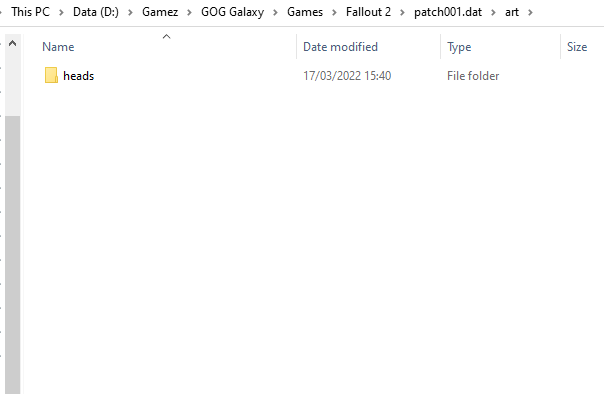 This PC > Data (D:) > Gamez > GOG Galaxy > Games > Fallout 2 > patch001.dat > art >
Name Date modified Type Size
heads 17/03/2022 15:40 File folder